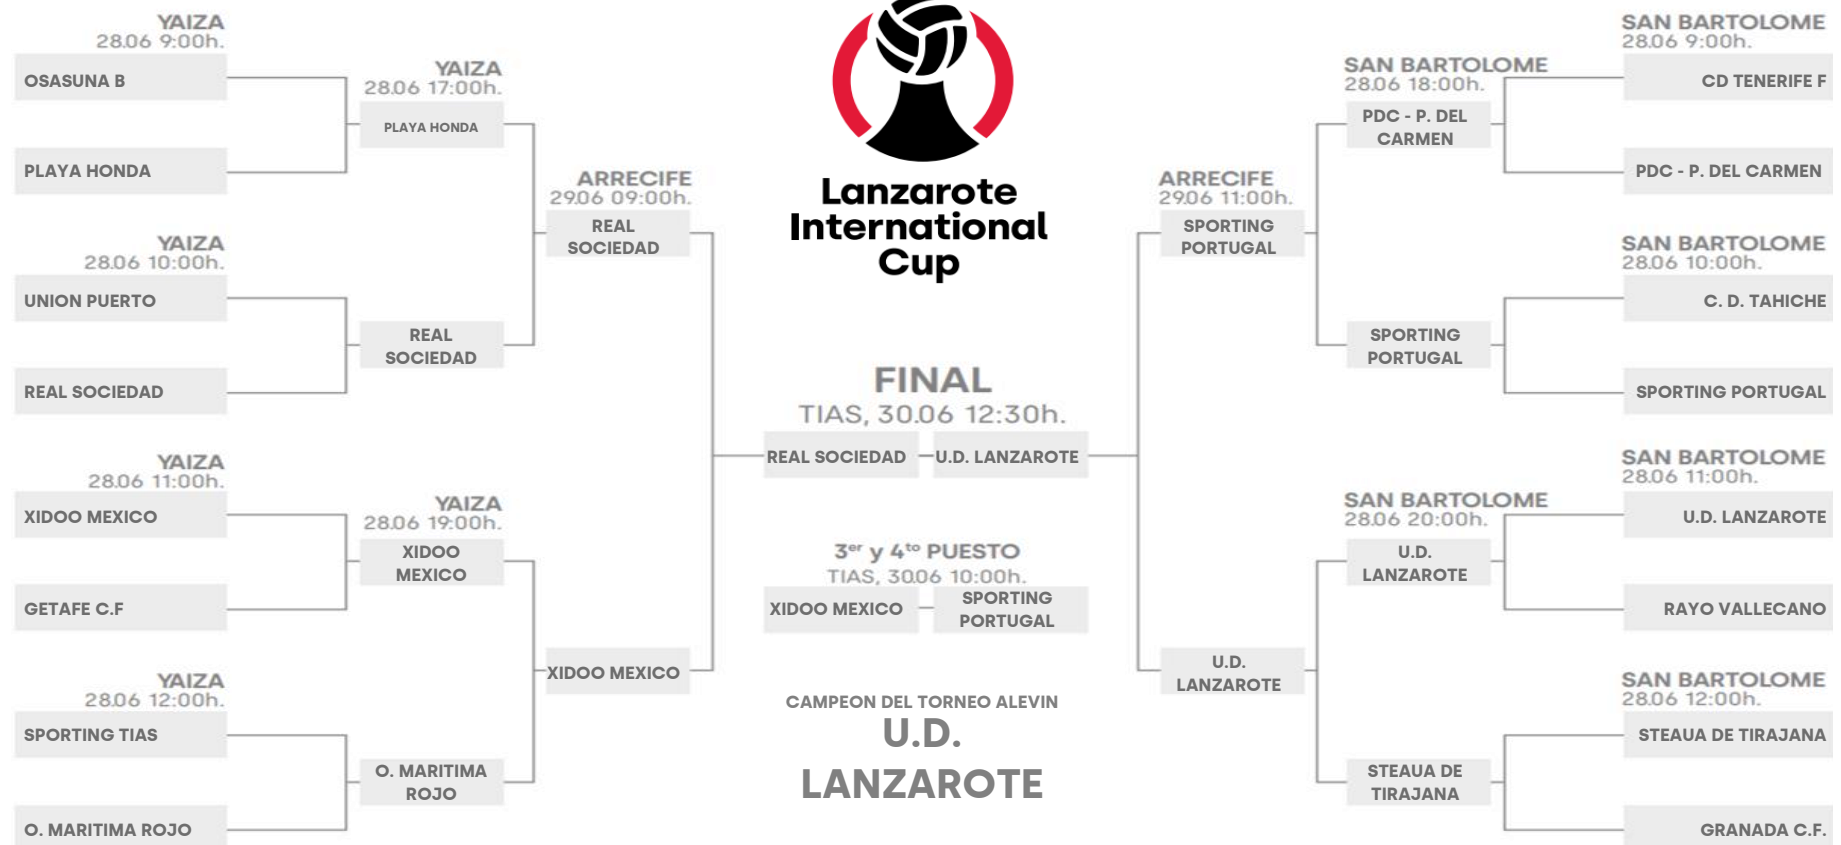 YAIZA
28.06 9:00h.
OSASUNA B
PLAYA HONDA
YAIZA
28.06 10:00h.
UNION PUERTO
REAL SOCIEDAD
YAIZA
28.06 11:00h.
XIDOO MEXICO
GETAFE C.F
YAIZA
28.06 12:00h.
SPORTING TIAS
O. MARITIMA ROJO
YAIZA
28.06 17:00h.
PLAYA HONDA
REAL
SOCIEDAD
YAIZA
28.06 19:00h.
XIDOO
MEXICO
O. MARITIMA
ROJO
ARRECIFE
29.06 09:00h.
REAL
SOCIEDAD
XIDOO MEXICO
Lanzarote
International
Cup
FINAL
TIAS, 30.06 12:30h.
REAL SOCIEDAD
U.D. LANZAROTE
3er y 4to PUESTO
TIAS, 30.06 10:00h.
XIDOO MEXICO
SPORTING
PORTUGAL
CAMPEON DEL TORNEO ALEVIN
U.D.
LANZAROTE
ARRECIFE
29.06 11:00h.
SPORTING
PORTUGAL
U.D.
LANZAROTE
SAN BARTOLOME
28.06 18:00h.
PDC - P. DEL
CARMEN
SPORTING
PORTUGAL
SAN BARTOLOME
28.06 20:00h.
U.D.
LANZAROTE
STEAUA DE
TIRAJANA
SAN BARTOLOME
28.06 9:00h.
CD TENERIFE F
PDC - P. DEL CARMEN
SAN BARTOLOME
28.06 10:00h.
C. D. TAHICHE
SPORTING PORTUGAL
SAN BARTOLOME
28.06 11:00h.
U.D. LANZAROTE
RAYO VALLECANO
SAN BARTOLOME
28.06 12:00h.
STEAUA DE TIRAJANA
GRANADA C.F.